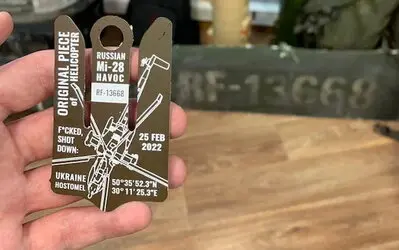 ORIGINAL PIECE
of HELICOPTER
RUSSIAN
Mi-28
HAVOC
RF-13668
F*CKED,
SHOT
DOWN:
25 FEB
2022
UKRAINE
HOSTOMEL
50°35'52.3"N
30°11'25.3"E
RF-13668